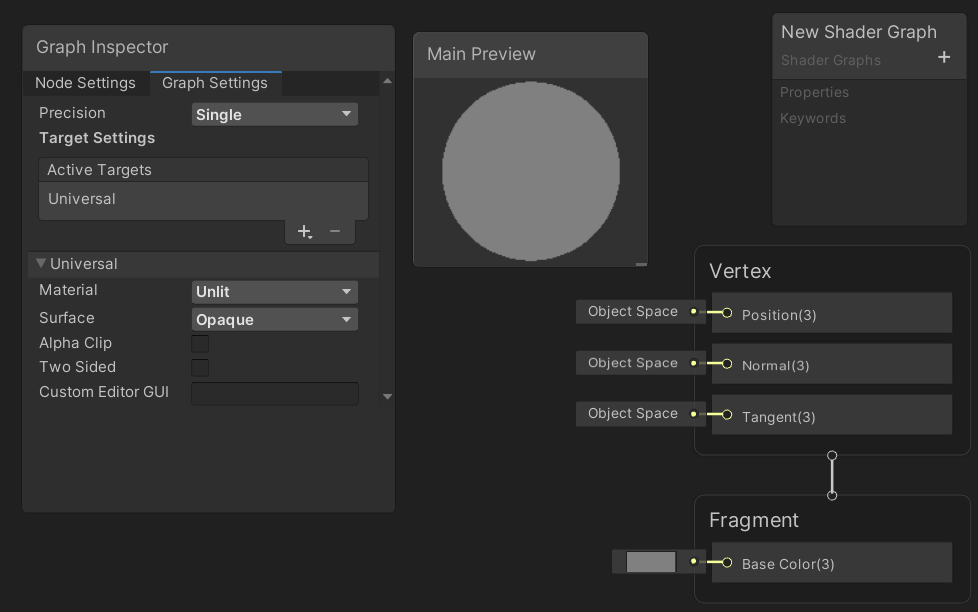 Graph Inspector
Node Settings Graph Settings
Precision Single
Target Settings
Active Targets
Universal
Universal
Material Unlit
Surface Opaque
Alpha Clip
Two Sided
Custom Editor GUI
Main Preview
New Shader Graph
Shader Graphs
Properties
Keywords
Vertex
Object Space Position(3)
Object Space Normal(3)
Object Space Tangent(3)
Fragment
Base Color(3)